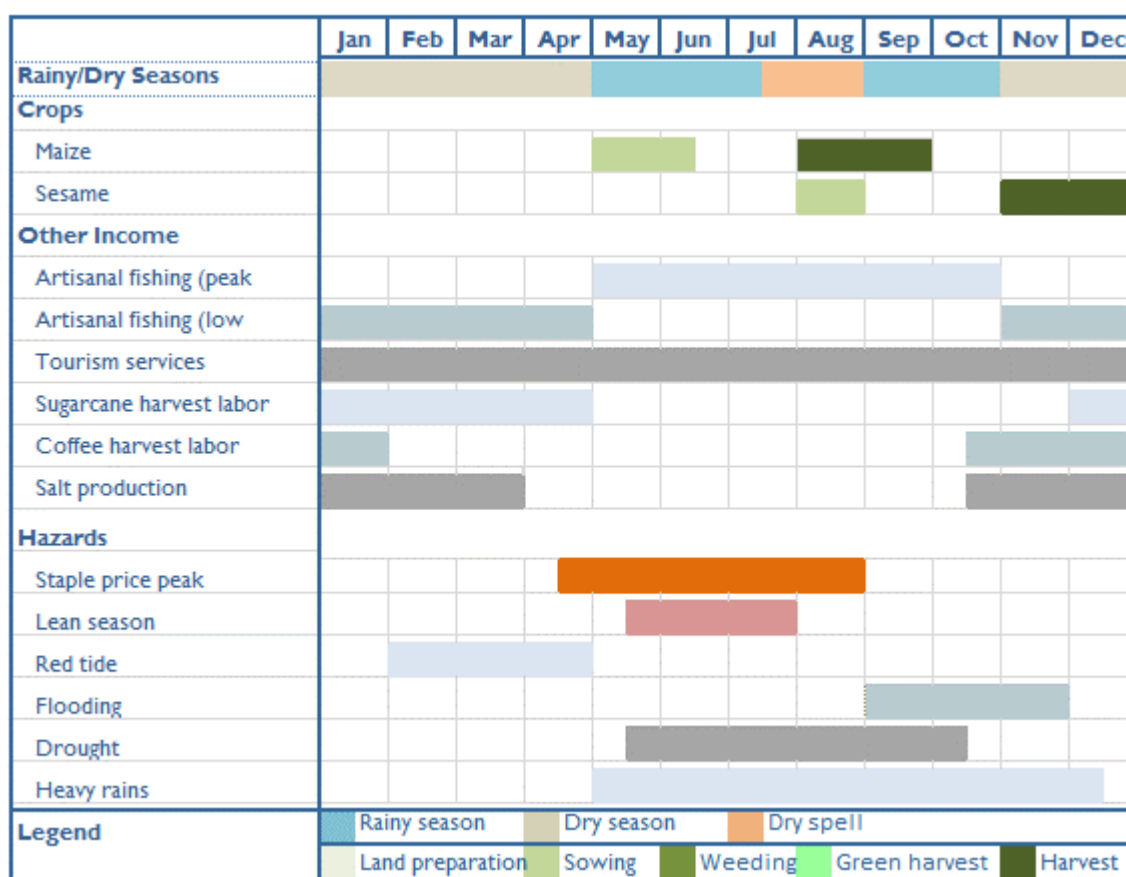 Jan Feb Mar Apr May Jun Jul Aug Sep Oct Nov Dec
Rainy/Dry Seasons
Crops
Maize
Sesame
Other Income
Artisanal fishing (peak
Artisanal fishing (low
Tourism services
Sugarcane harvest labor
Coffee harvest labor
Salt production
Hazards
Staple price peak
Lean season
Red tide
Flooding
Drought
Heavy rains
Legend Rainy season Dry season Dry spell
Land preparation Sowing Weeding Green harvest Harvest